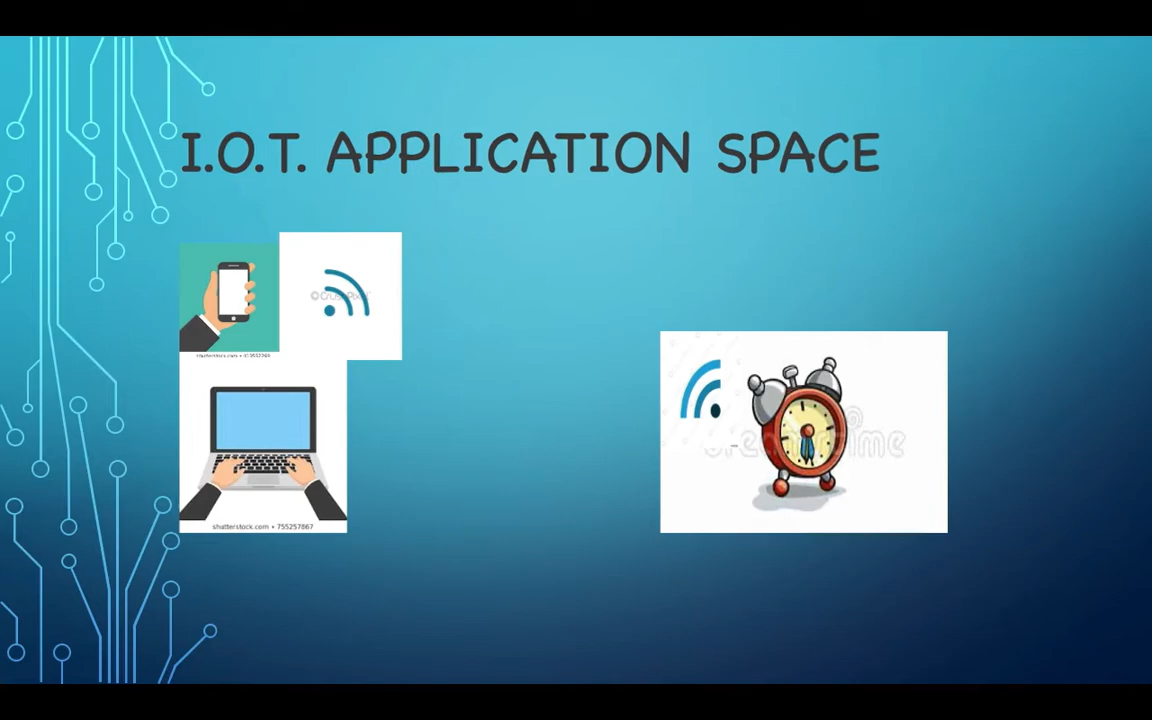 I.O.T. APPLICATION SPACE
shutterstock.com • 755257867